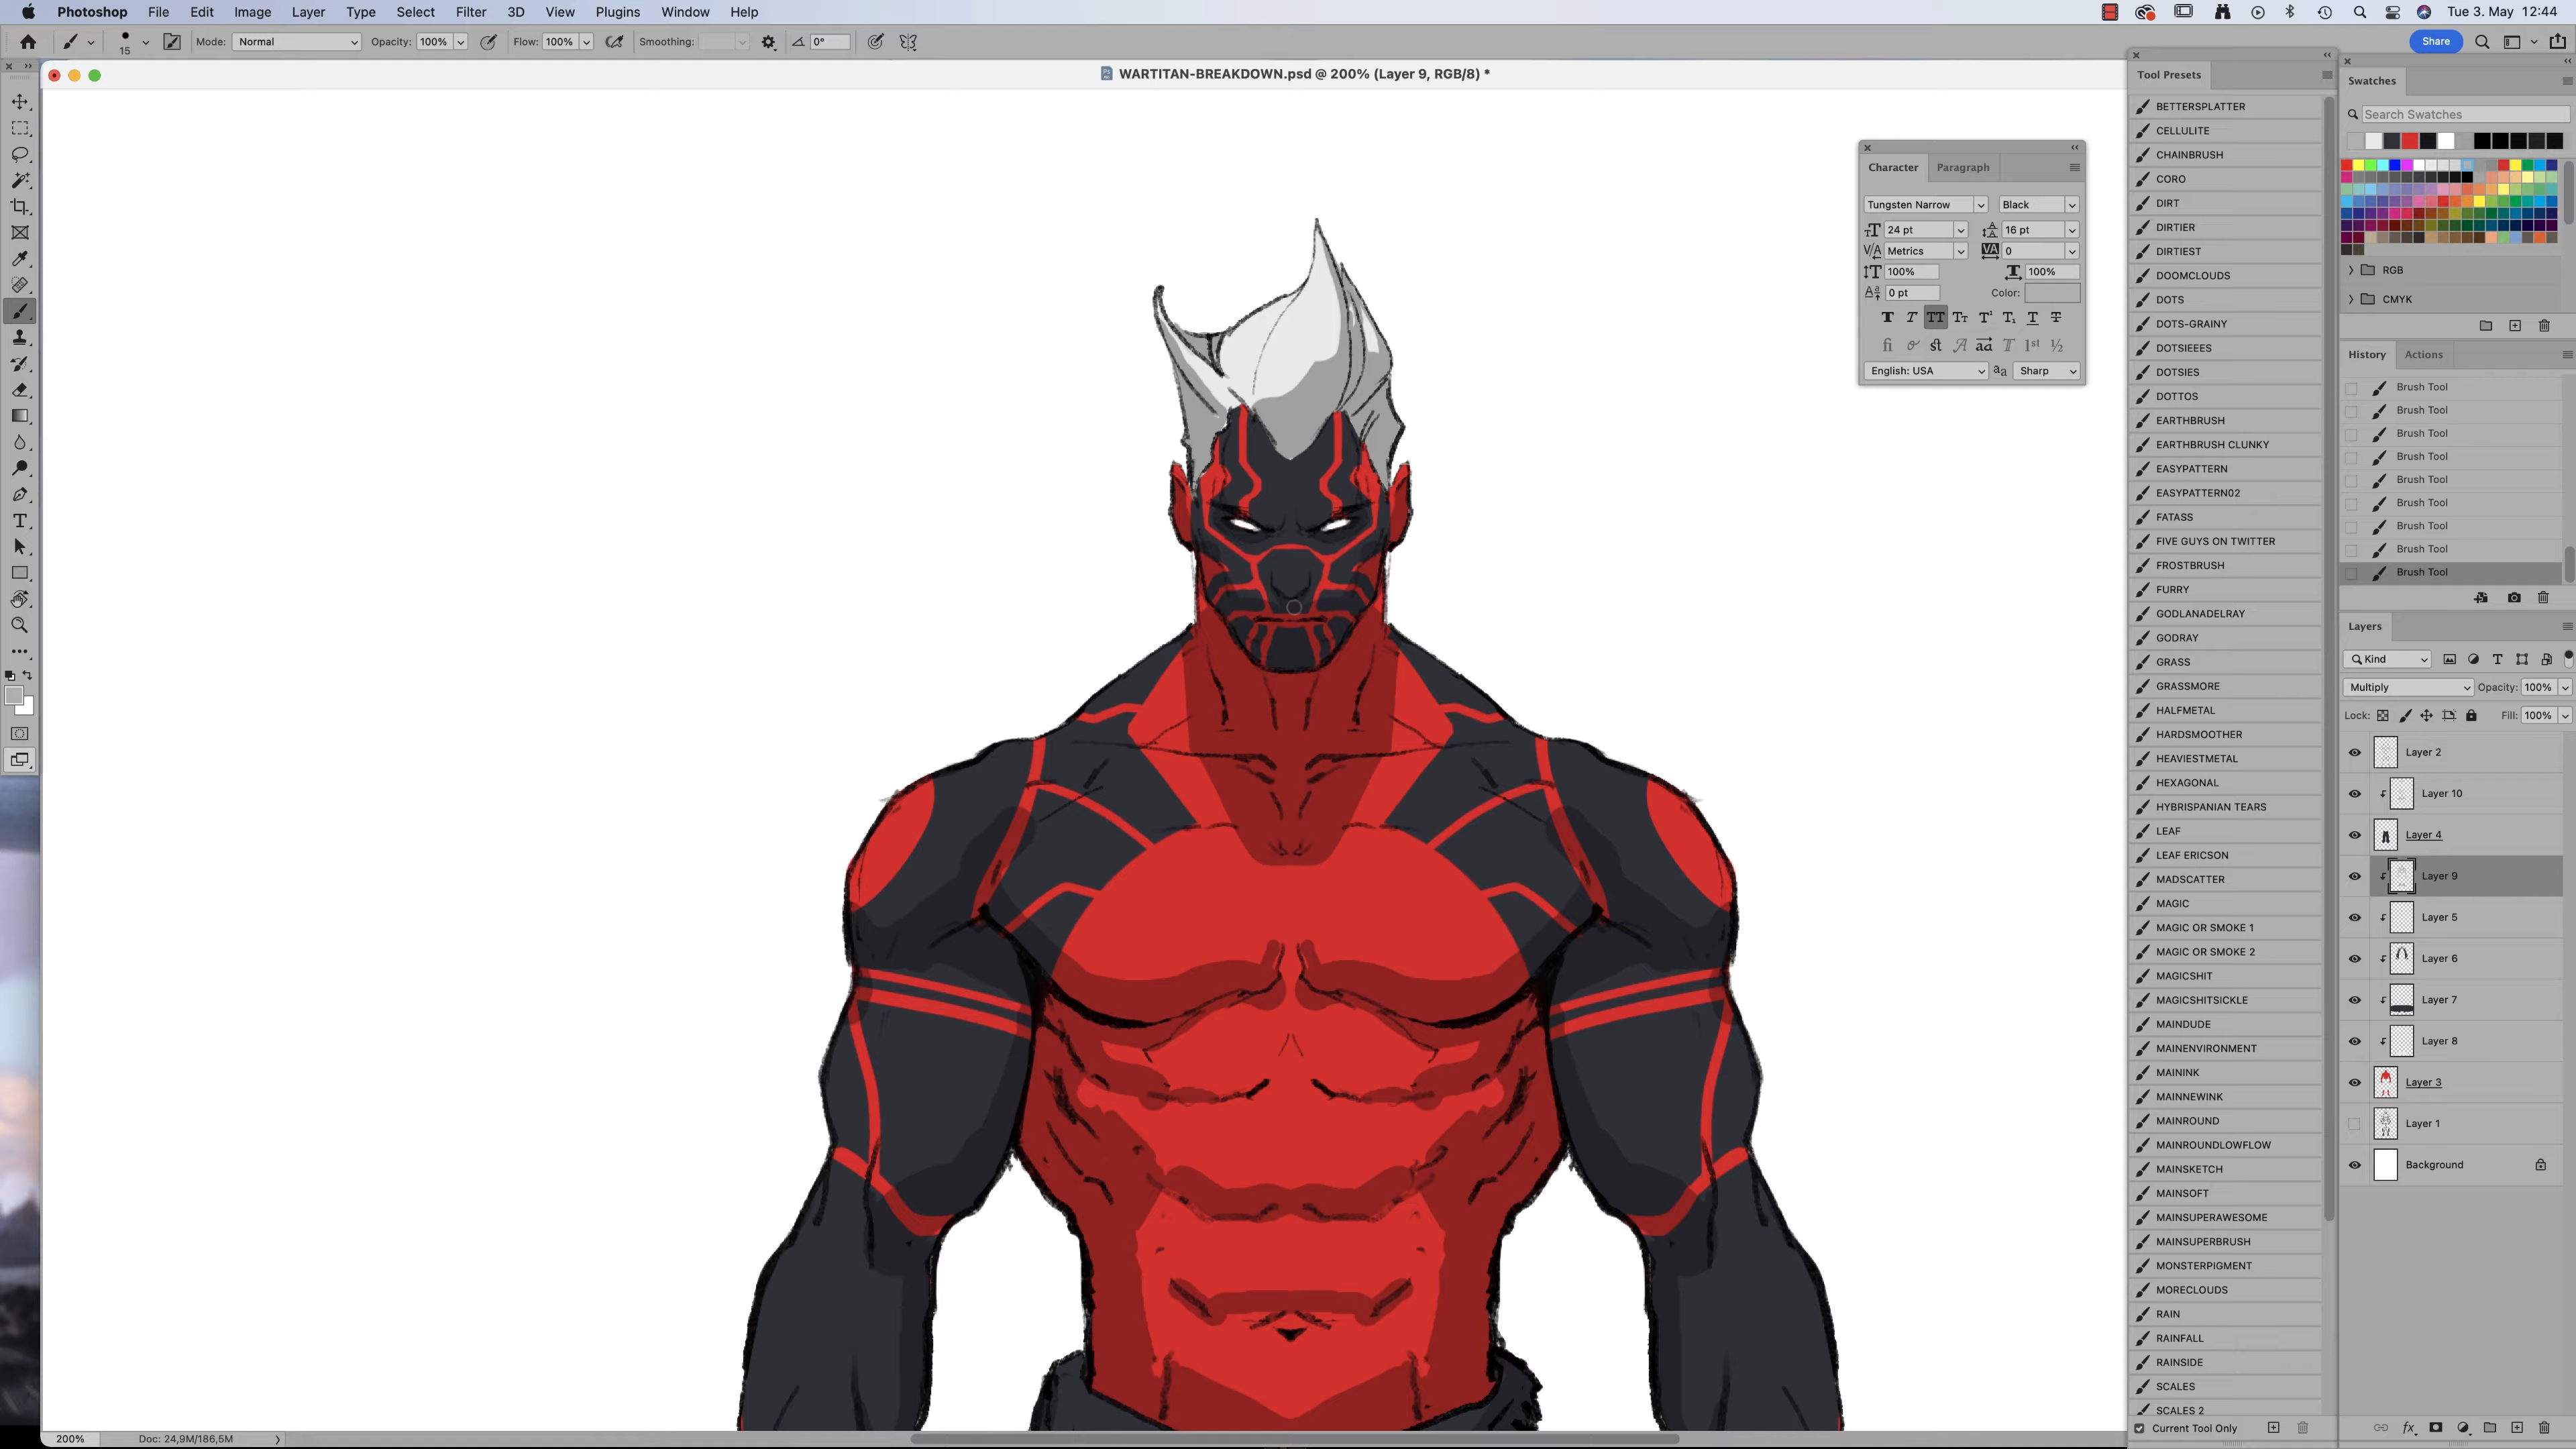 Photoshop File Edit Image Layer Type Select Filter 3D View Plugins Window Help Tue 3. May 12:44
15 Mode: Normal Opacity: 100% Flow: 100% Smoothing: 0° Share
WARTITAN-BREAKDOWN.psd @ 200% (Layer 9, RGB/8) *
Character Paragraph
Tungsten Narrow Black
24 pt 16 pt
Metrics 0
100% 100%
0 pt Color:
English: USA Sharp
Tool Presets
BETTERSPLATTER
CELLULITE
CHAINBRUSH
CORO
DIRT
DIRTIER
DIRTIEST
DOOMCLOUDS
DOTS
DOTS-GRAINY
DOTSIEEES
DOTSIES
DOTTOS
EARTHBRUSH
EARTHBRUSH CLUNKY
EASYPATTERN
EASYPATTERN02
FATASS
FIVE GUYS ON TWITTER
FROSTBRUSH
FURRY
GODLANADELRAY
GODRAY
GRASS
GRASSMORE
HALFMETAL
HARDSMOOTHER
HEAVIESTMETAL
HEXAGONAL
HYBRISPANIAN TEARS
LEAF
LEAF ERICSON
MADSCATTER
MAGIC
MAGIC OR SMOKE 1
MAGIC OR SMOKE 2
MAGICSHIT
MAGICSHITSICKLE
MAINDUDE
MAINENVIRONMENT
MAININK
MAINNEWINK
MAINROUND
MAINROUNDLOWFLOW
MAINSKETCH
MAINSOFT
MAINSUPERAWESOME
MAINSUPERBRUSH
MONSTERPIGMENT
MORECLOUDS
RAIN
RAINFALL
RAINSIDE
SCALES
SCALES 2
Current Tool Only
Swatches
Search Swatches
RGB
CMYK
History Actions
Brush Tool
Brush Tool
Brush Tool
Brush Tool
Brush Tool
Brush Tool
Brush Tool
Brush Tool
Brush Tool
Layers
Kind
Multiply Opacity: 100%
Lock: Fill: 100%
Layer 2
Layer 10
Layer 4
Layer 9
Layer 5
Layer 6
Layer 7
Layer 8
Layer 3
Layer 1
Background
200% Doc: 24,9M/186,5M